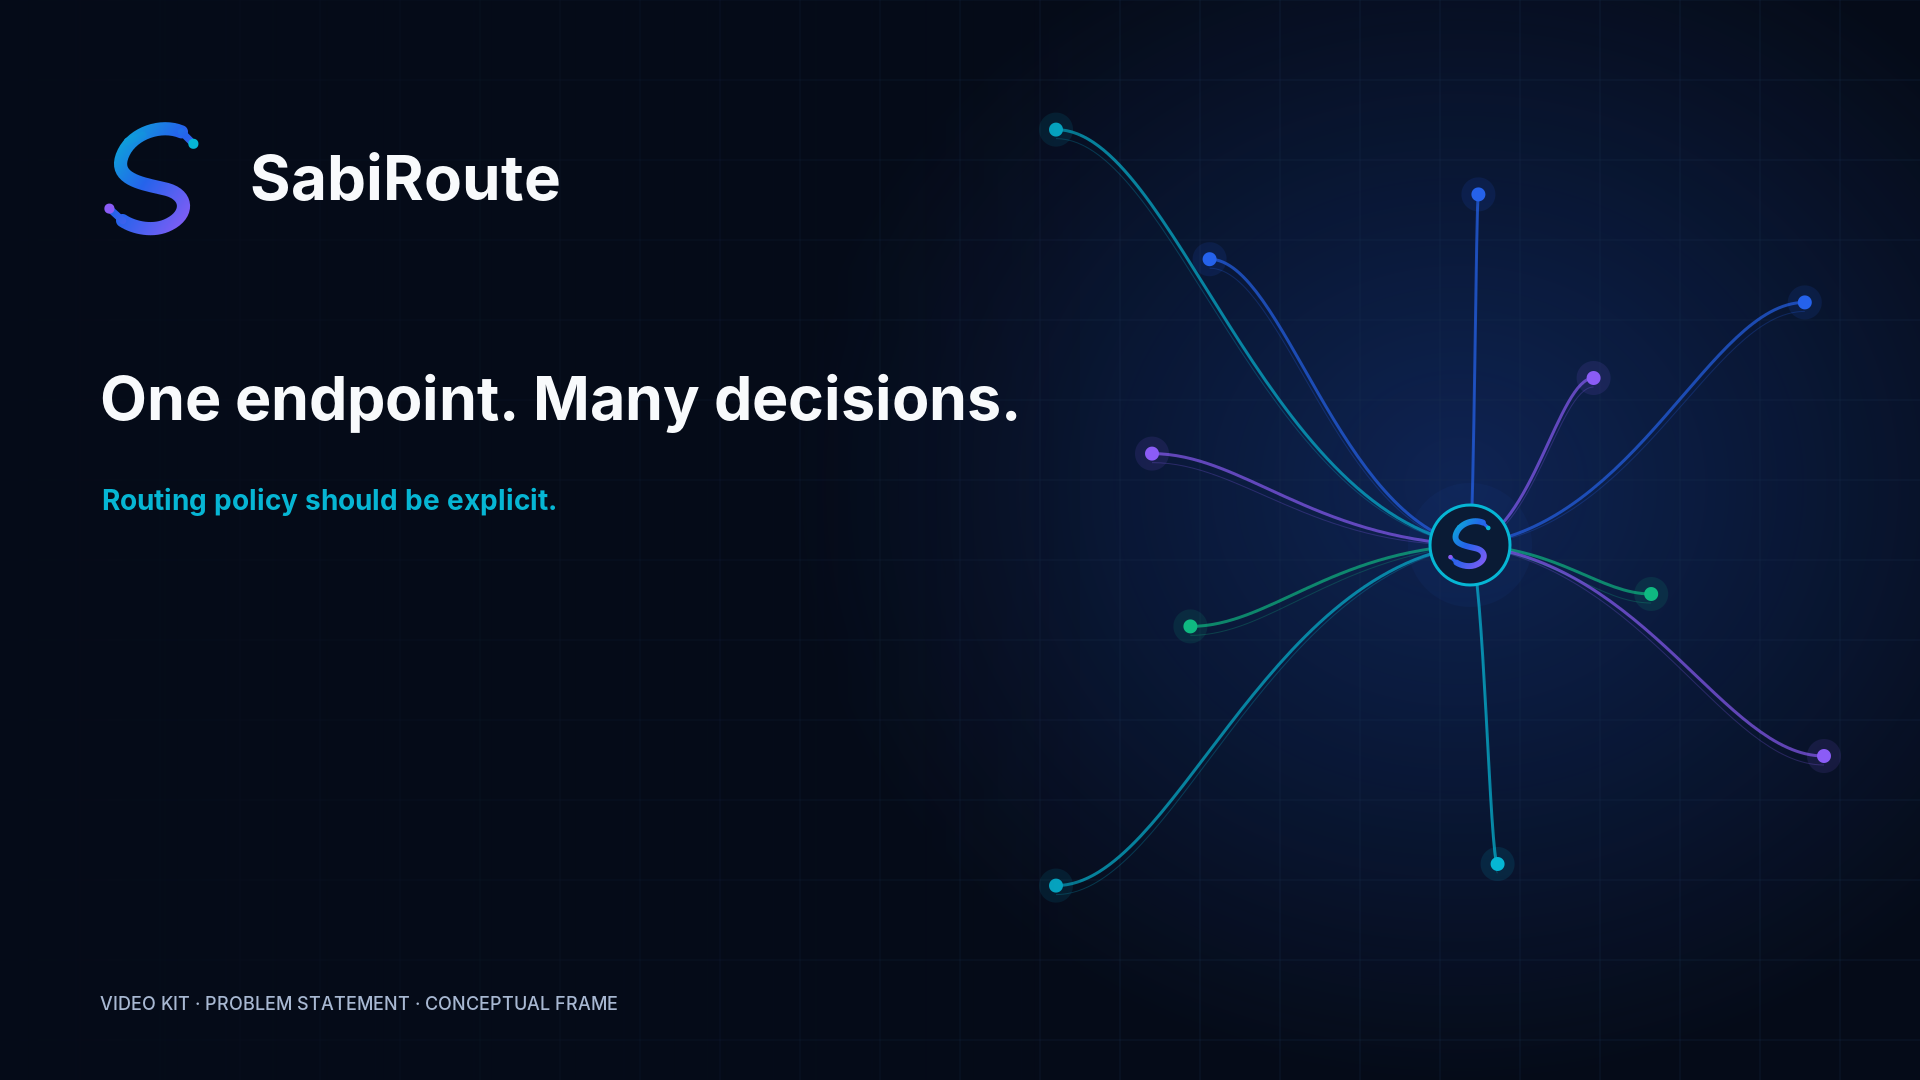 SabiRoute
One endpoint. Many decisions.
Routing policy should be explicit.
VIDEO KIT · PROBLEM STATEMENT · CONCEPTUAL FRAME